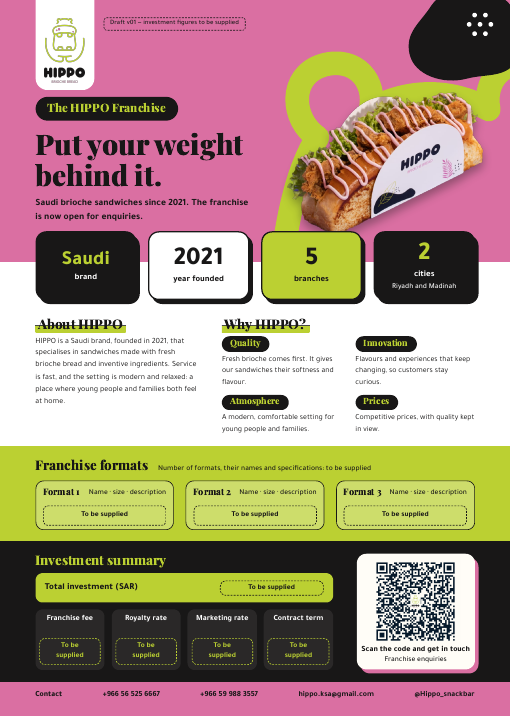 Draft v01 – investment figures to be supplied
HIPPO
BRIOCHE BREAD
The HIPPO Franchise
Put your weight
behind it.
Saudi brioche sandwiches since 2021. The franchise
is now open for enquiries.
HIPPO
Saudi
brand
2021
year founded
5
branches
2
cities
Riyadh and Madinah
About HIPPO
HIPPO is a Saudi brand, founded in 2021, that
specialises in sandwiches made with fresh
brioche bread and inventive ingredients. Service
is fast, and the setting is modern and relaxed: a
place where young people and families both feel
at home.
Why HIPPO?
Quality
Fresh brioche comes first. It gives
our sandwiches their softness and
flavour.
Innovation
Flavours and experiences that keep
changing, so customers stay
curious.
Atmosphere
A modern, comfortable setting for
young people and families.
Prices
Competitive prices, with quality kept
in view.
Franchise formats
Number of formats, their names and specifications: to be supplied
Format 1 Name · size · description
To be supplied
Format 2 Name · size · description
To be supplied
Format 3 Name · size · description
To be supplied
Investment summary
Total investment (SAR)
To be supplied
Franchise fee
To be
supplied
Royalty rate
To be
supplied
Marketing rate
To be
supplied
Contract term
To be
supplied
Scan the code and get in touch
Franchise enquiries
Contact +966 56 525 6667 +966 59 988 3557 hippo.ksa@gmail.com @Hippo_snackbar